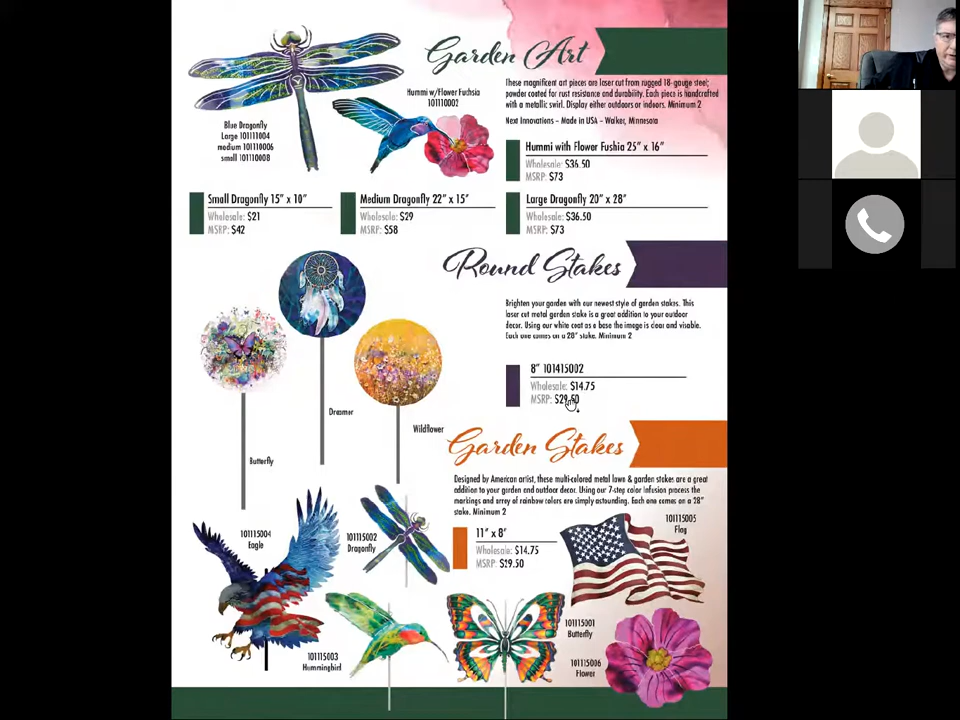 Garden Art
These magnificent art pieces are laser cut from rugged 18-gauge steel;
powder coated for rust resistance and durability. Each piece is handcrafted
with a metallic swirl. Display either outdoors or indoors. Minimum 2
Next Innovations – Made in USA – Walker, Minnesota
Hummi w/Flower Fuchsia
101110002
Blue Dragonfly
Large 101111004
medium 101110006
small 101110008
Hummi with Flower Fushia 25" x 16"
Wholesale: $36.50
MSRP: $73
Small Dragonfly 15" x 10"
Wholesale: $21
MSRP: $42
Medium Dragonfly 22" x 15"
Wholesale: $29
MSRP: $58
Large Dragonfly 20" x 28"
Wholesale: $36.50
MSRP: $73
Round Stakes
Brighten your garden with our newest style of garden stakes. This
laser cut metal garden stake is a great addition to your outdoor
decor. Using our white coat as a base the image is clear and visable.
Each one comes on a 28" stake. Minimum 2
8" 101415002
Wholesale: $14.75
MSRP: $29.50
Dreamer
Wildflower
Butterfly
Garden Stakes
Designed by American artist, these multi-colored metal lawn & garden stakes are a great
addition to your garden and outdoor decor. Using our 7-step color infusion process the
markings and array of rainbow colors are simply astounding. Each one comes on a 28"
stake. Minimum 2
11" x 8"
Wholesale: $14.75
MSRP: $29.50
101115004
Eagle
101115002
Dragonfly
101115005
Flag
101115003
Hummingbird
101115001
Butterfly
101115006
Flower